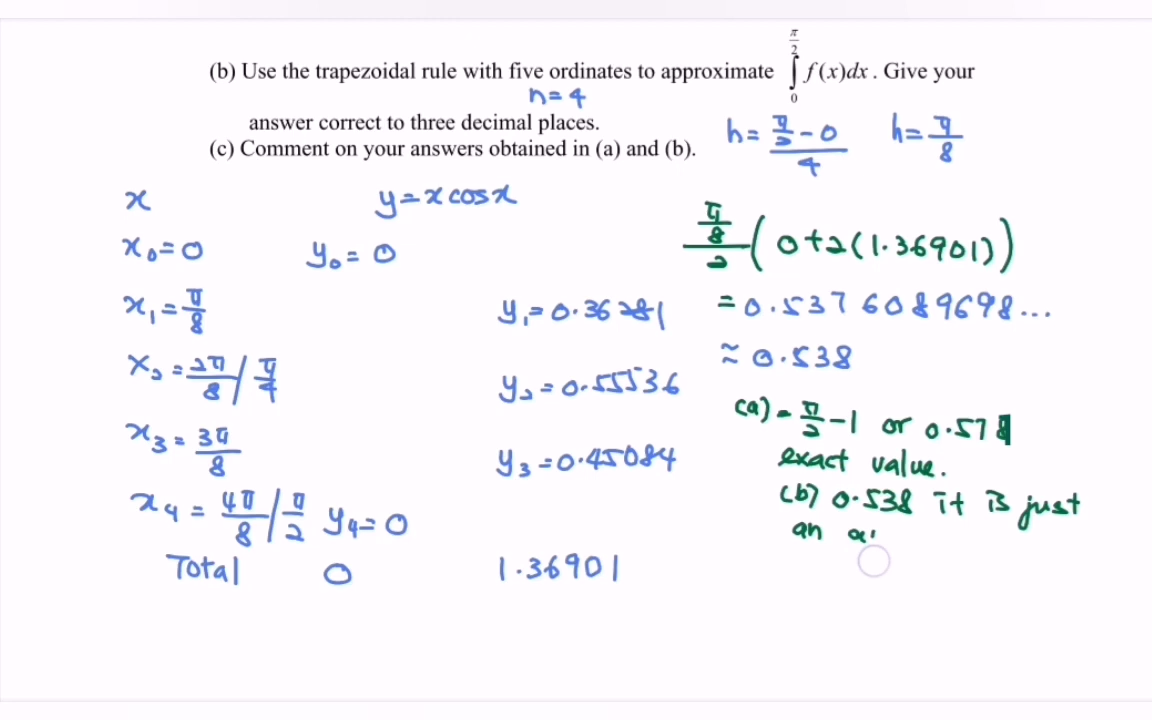 (b) Use the trapezoidal rule with five ordinates to approximate ∫₀^(π/2) f(x)dx . Give your
n=4
answer correct to three decimal places.
(c) Comment on your answers obtained in (a) and (b).
h = (π/2 - 0)/4 h = π/8
x y = x cos x
x₀ = 0 y₀ = 0
x₁ = π/8 y₁ = 0.36281
x₂ = 2π/8 / π/4 y₂ = 0.55536
x₃ = 3π/8 y₃ = 0.45084
x₄ = 4π/8 / π/2 y₄ = 0
Total 0 1.36901
(π/8)/2 (0+2(1.36901))
= 0.5376089698...
≈ 0.538
(a) = π/2 - 1 or 0.571
exact value.
(b) 0.538 it is just
an